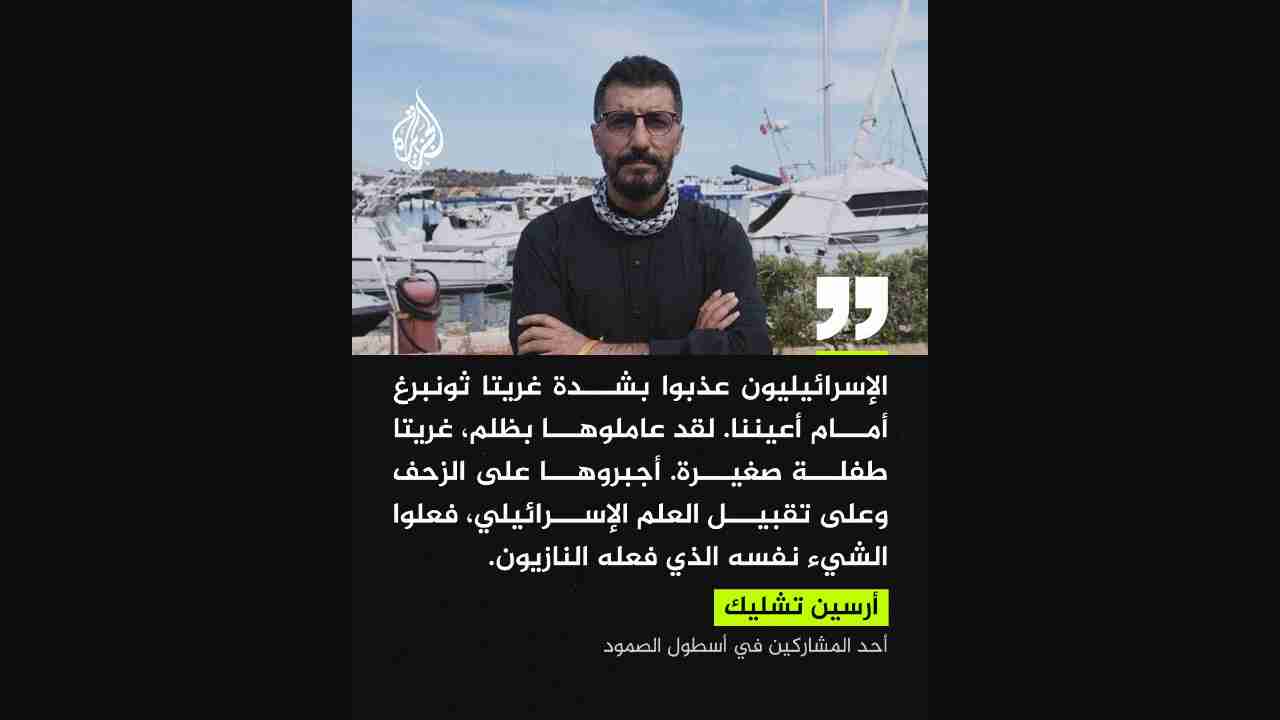 الجزيرة
الإسرائيليون عذبوا بشـــدة غريتا ثونبرغ
أمـــام أعيننا. لقد عاملوهـــا بظلم، غريتا
طفلـــة صغيـــرة. أجبروهـــا على الزحف
وعلى تقبيـــل العلم الإســـرائيلي، فعلوا
الشيء نفسه الذي فعله النازيون.
أرسين تشليك
أحد المشاركين في أسطول الصمود